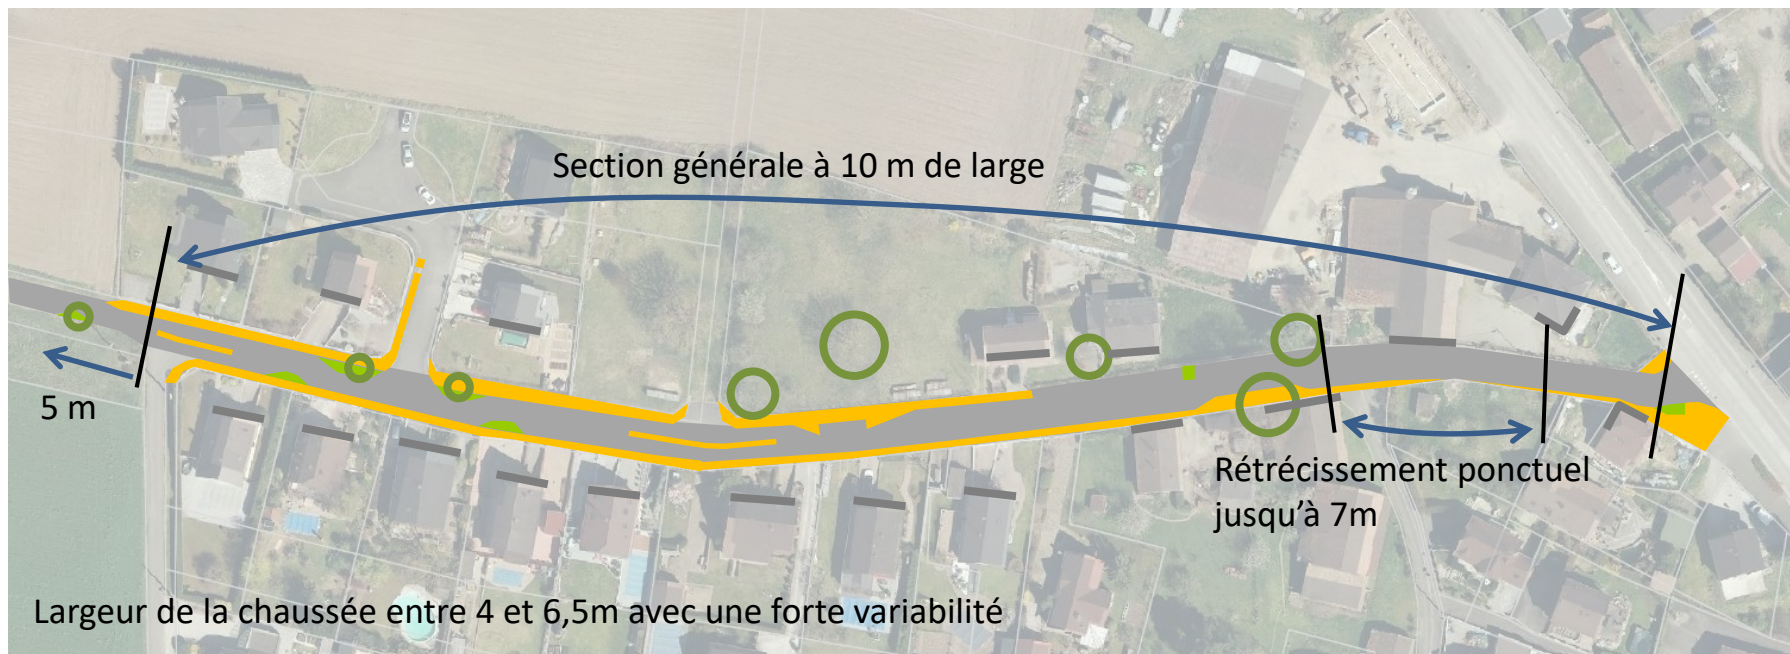 Section générale à 10 m de large
5 m
Rétrécissement ponctuel
jusqu'à 7m
Largeur de la chaussée entre 4 et 6,5m avec une forte variabilité